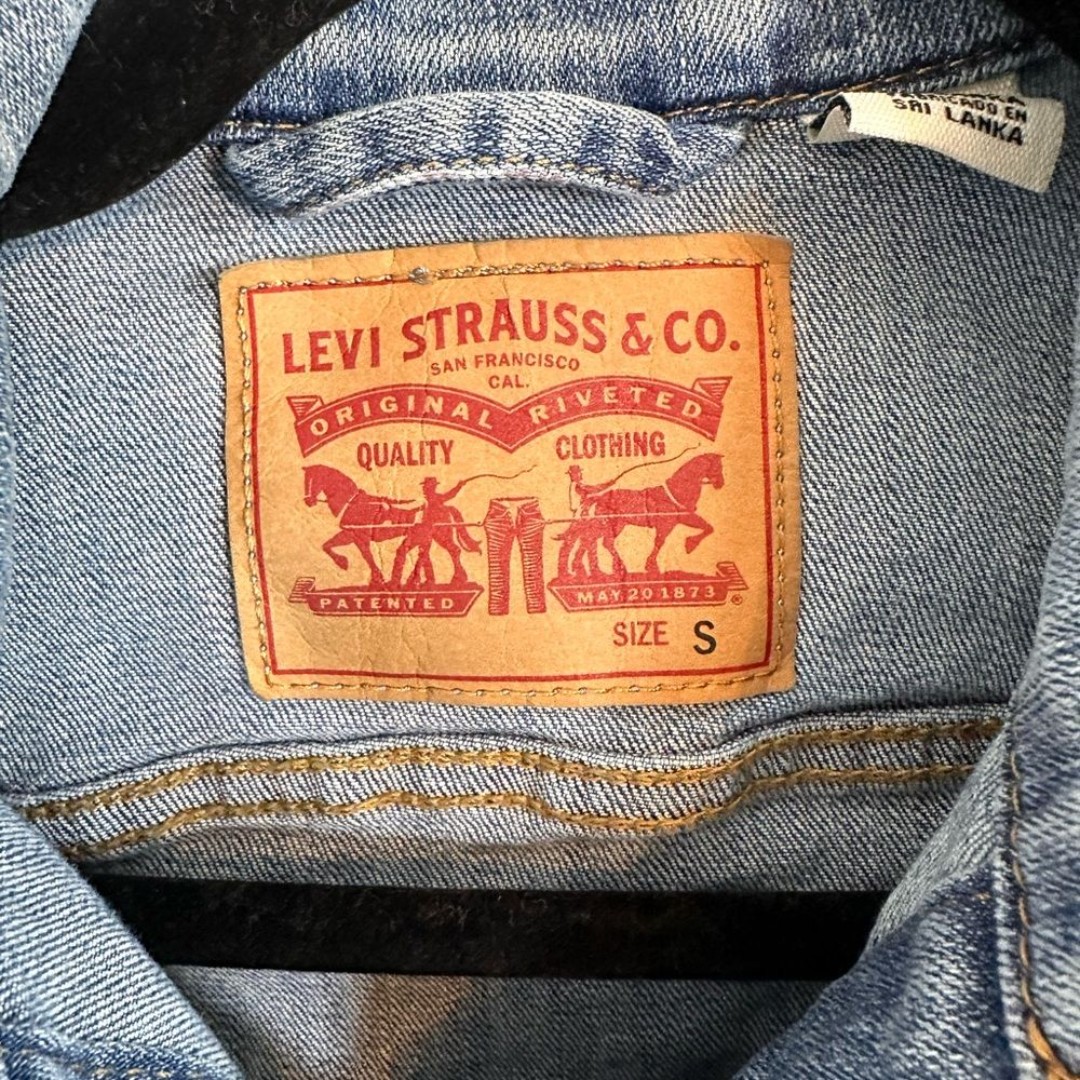 SRI LANKA
LEVI STRAUSS & CO.
SAN FRANCISCO
CAL.
ORIGINAL RIVETED
QUALITY CLOTHING
PATENTED MAY 20 1873 ®
SIZE S